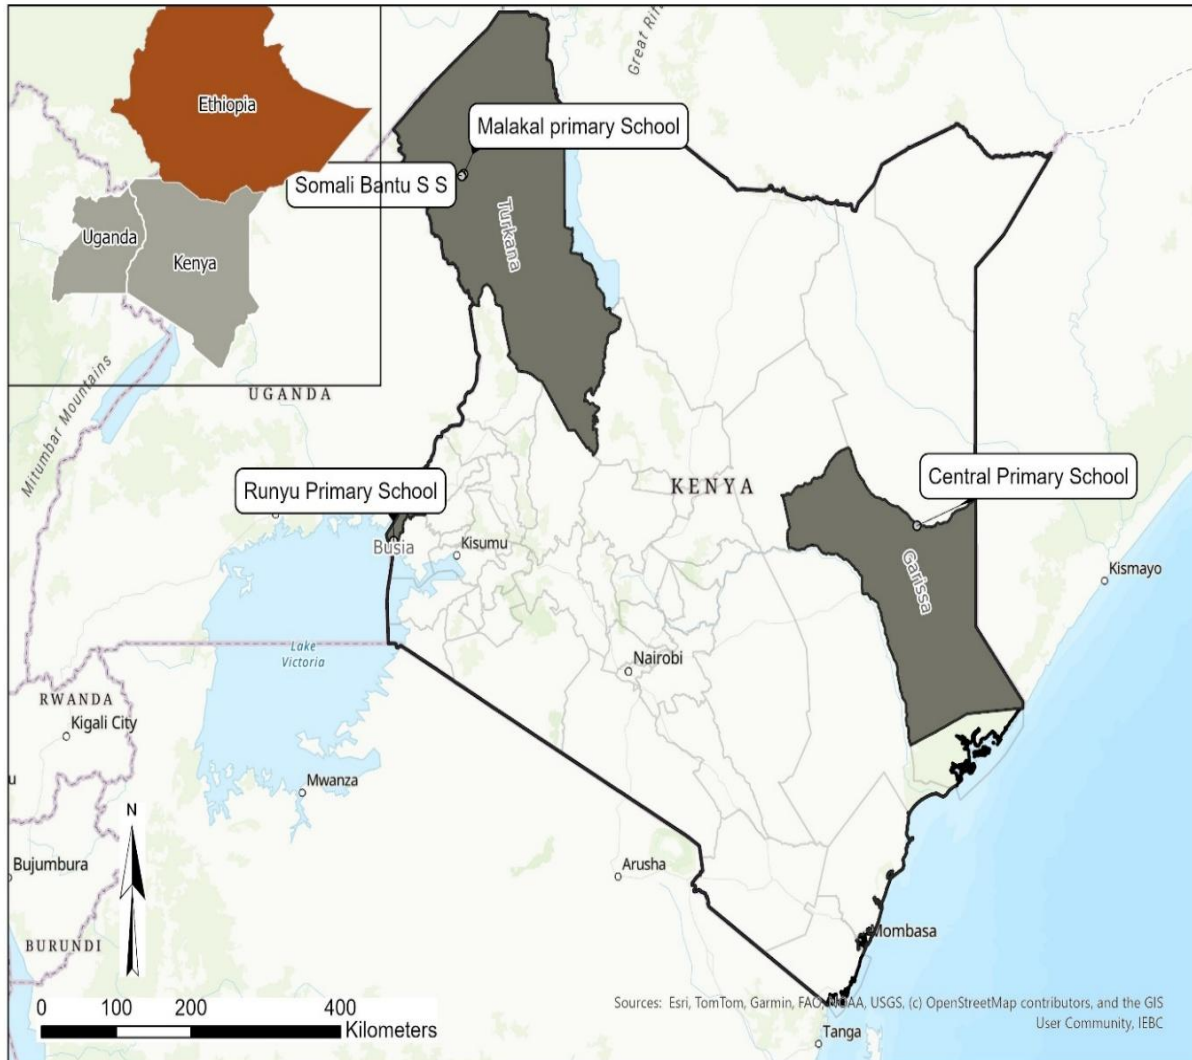 Great Rift
Ethiopia
Malakal primary School
Somali Bantu S S
Turkana
Uganda
Kenya
Mitumbar Mountains
UGANDA
Central Primary School
KENYA
Runyu Primary School
Busia
Kisumu
Garissa
Kismayo
Lake
Victoria
Nairobi
RWANDA
Kigali City
u
Mwanza
N
Bujumbura
Arusha
BURUNDI
Mombasa
0 100 200 400
Kilometers
Sources: Esri, TomTom, Garmin, FAO, NOAA, USGS, (c) OpenStreetMap contributors, and the GIS
User Community, IEBC
Tanga